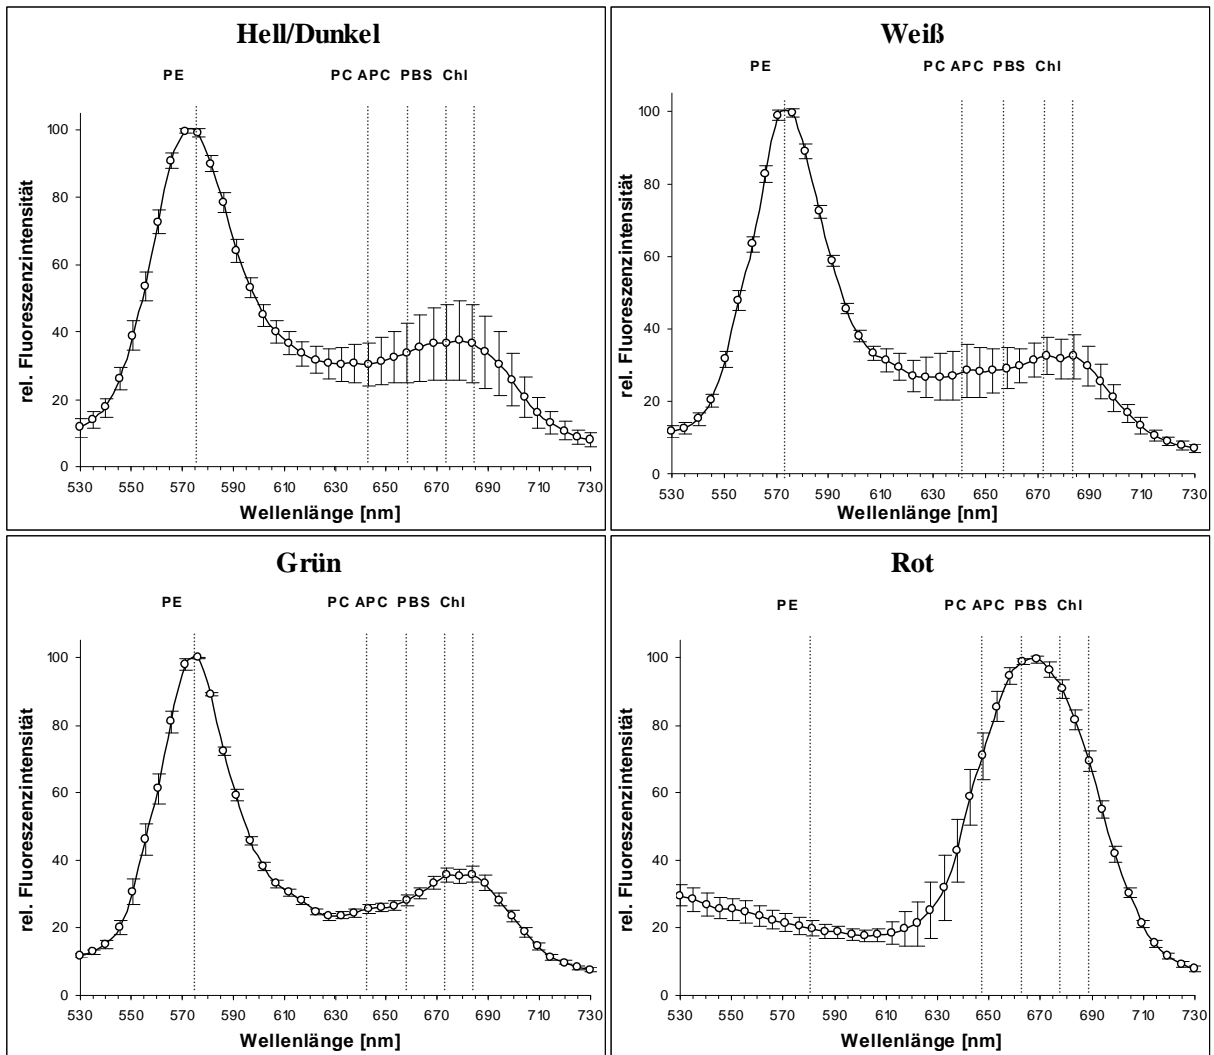 Hell/Dunkel
PE PC APC PBS Chl
rel. Fluoreszenzintensität
100
80
60
40
20
0
530 550 570 590 610 630 650 670 690 710 730
Wellenlänge [nm]
Weiß
PE PC APC PBS Chl
rel. Fluoreszenzintensität
100
80
60
40
20
0
530 550 570 590 610 630 650 670 690 710 730
Wellenlänge [nm]
Grün
PE PC APC PBS Chl
rel. Fluoreszenzintensität
100
80
60
40
20
0
530 550 570 590 610 630 650 670 690 710 730
Wellenlänge [nm]
Rot
PE PC APC PBS Chl
rel. Fluoreszenzintensität
100
80
60
40
20
0
530 550 570 590 610 630 650 670 690 710 730
Wellenlänge [nm]